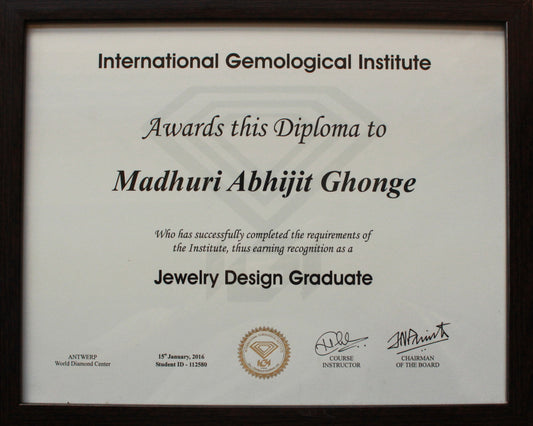 International Gemological Institute
Awards this Diploma to
Madhuri Abhijit Ghonge
Who has successfully completed the requirements of
the Institute, thus earning recognition as a
Jewelry Design Graduate
ANTWERP
World Diamond Center
15th January, 2016
Student ID - 112580
COURSE
INSTRUCTOR
CHAIRMAN
OF THE BOARD